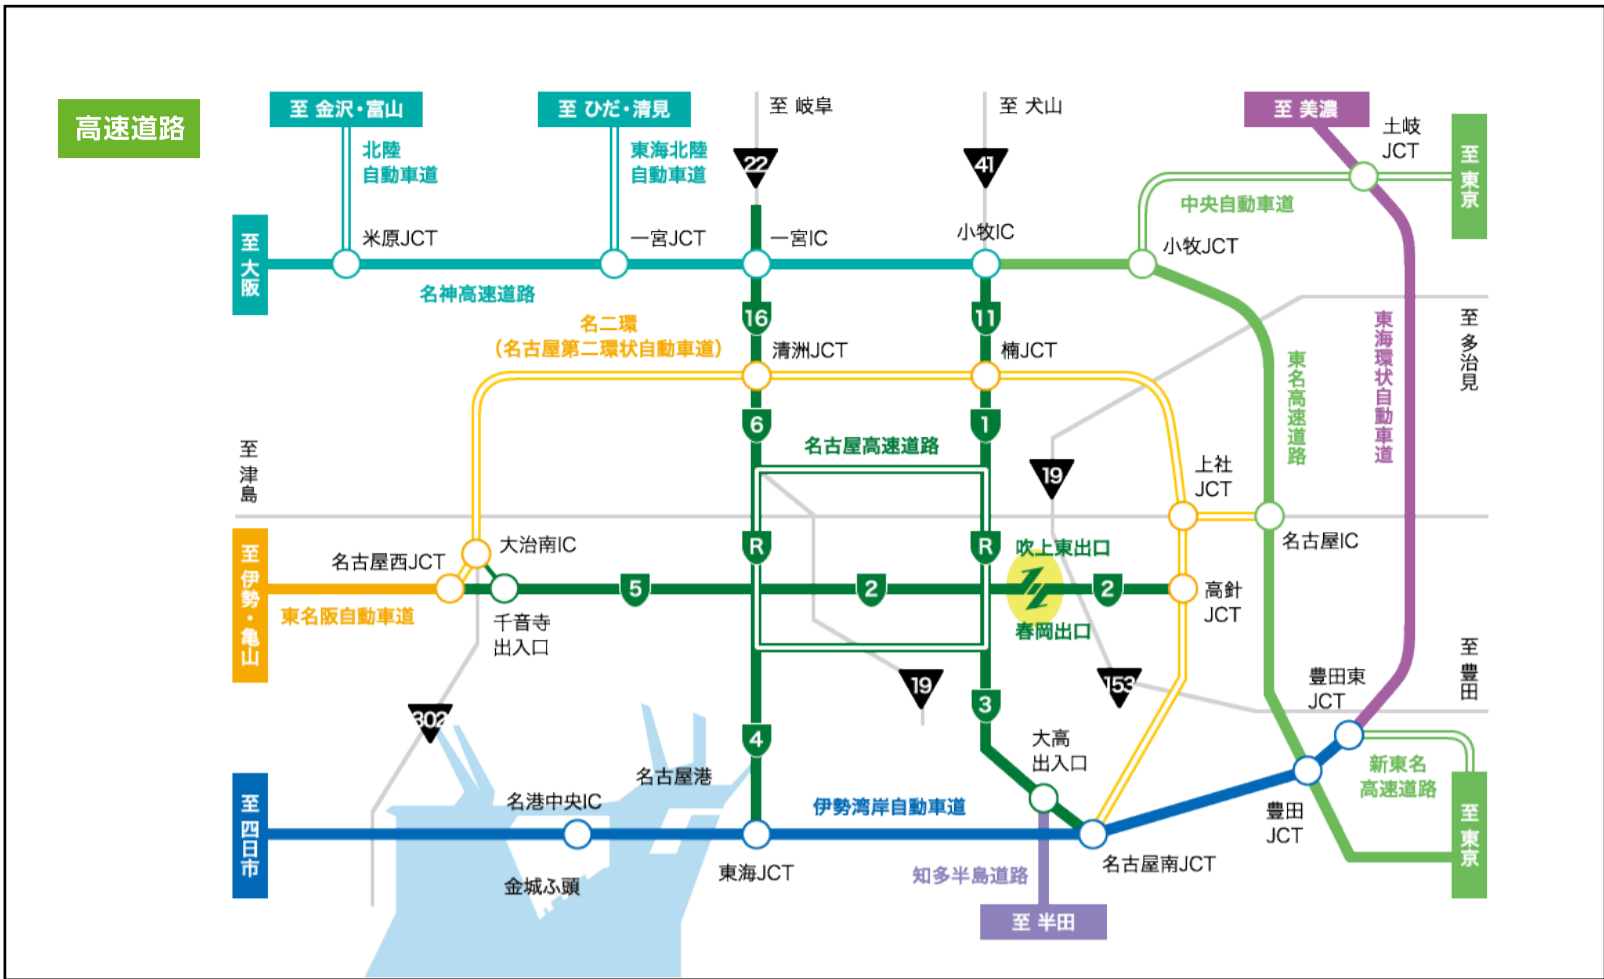 高速道路
至 金沢・富山
至 ひだ・清見
至 岐阜
至 犬山
至 美濃
北陸
自動車道
東海北陸
自動車道
22
41
土岐
JCT
至 東京
中央自動車道
至 大阪
米原JCT
一宮JCT
一宮IC
小牧IC
小牧JCT
名神高速道路
16
11
名二環
(名古屋第二環状自動車道)
清洲JCT
楠JCT
至 多治見
東海環状自動車道
東名高速道路
6
1
名古屋高速道路
至 津島
19
上社
JCT
名古屋IC
至 伊勢・亀山
名古屋西JCT
大治南IC
R
R
吹上東出口
5
2
2
高針
JCT
東名阪自動車道
千音寺
出入口
春岡出口
至 豊田
豊田東
JCT
302
19
153
3
4
大高
出入口
名古屋港
新東名
高速道路
至 四日市
名港中央IC
伊勢湾岸自動車道
豊田
JCT
至 東京
金城ふ頭
東海JCT
知多半島道路
名古屋南JCT
至 半田